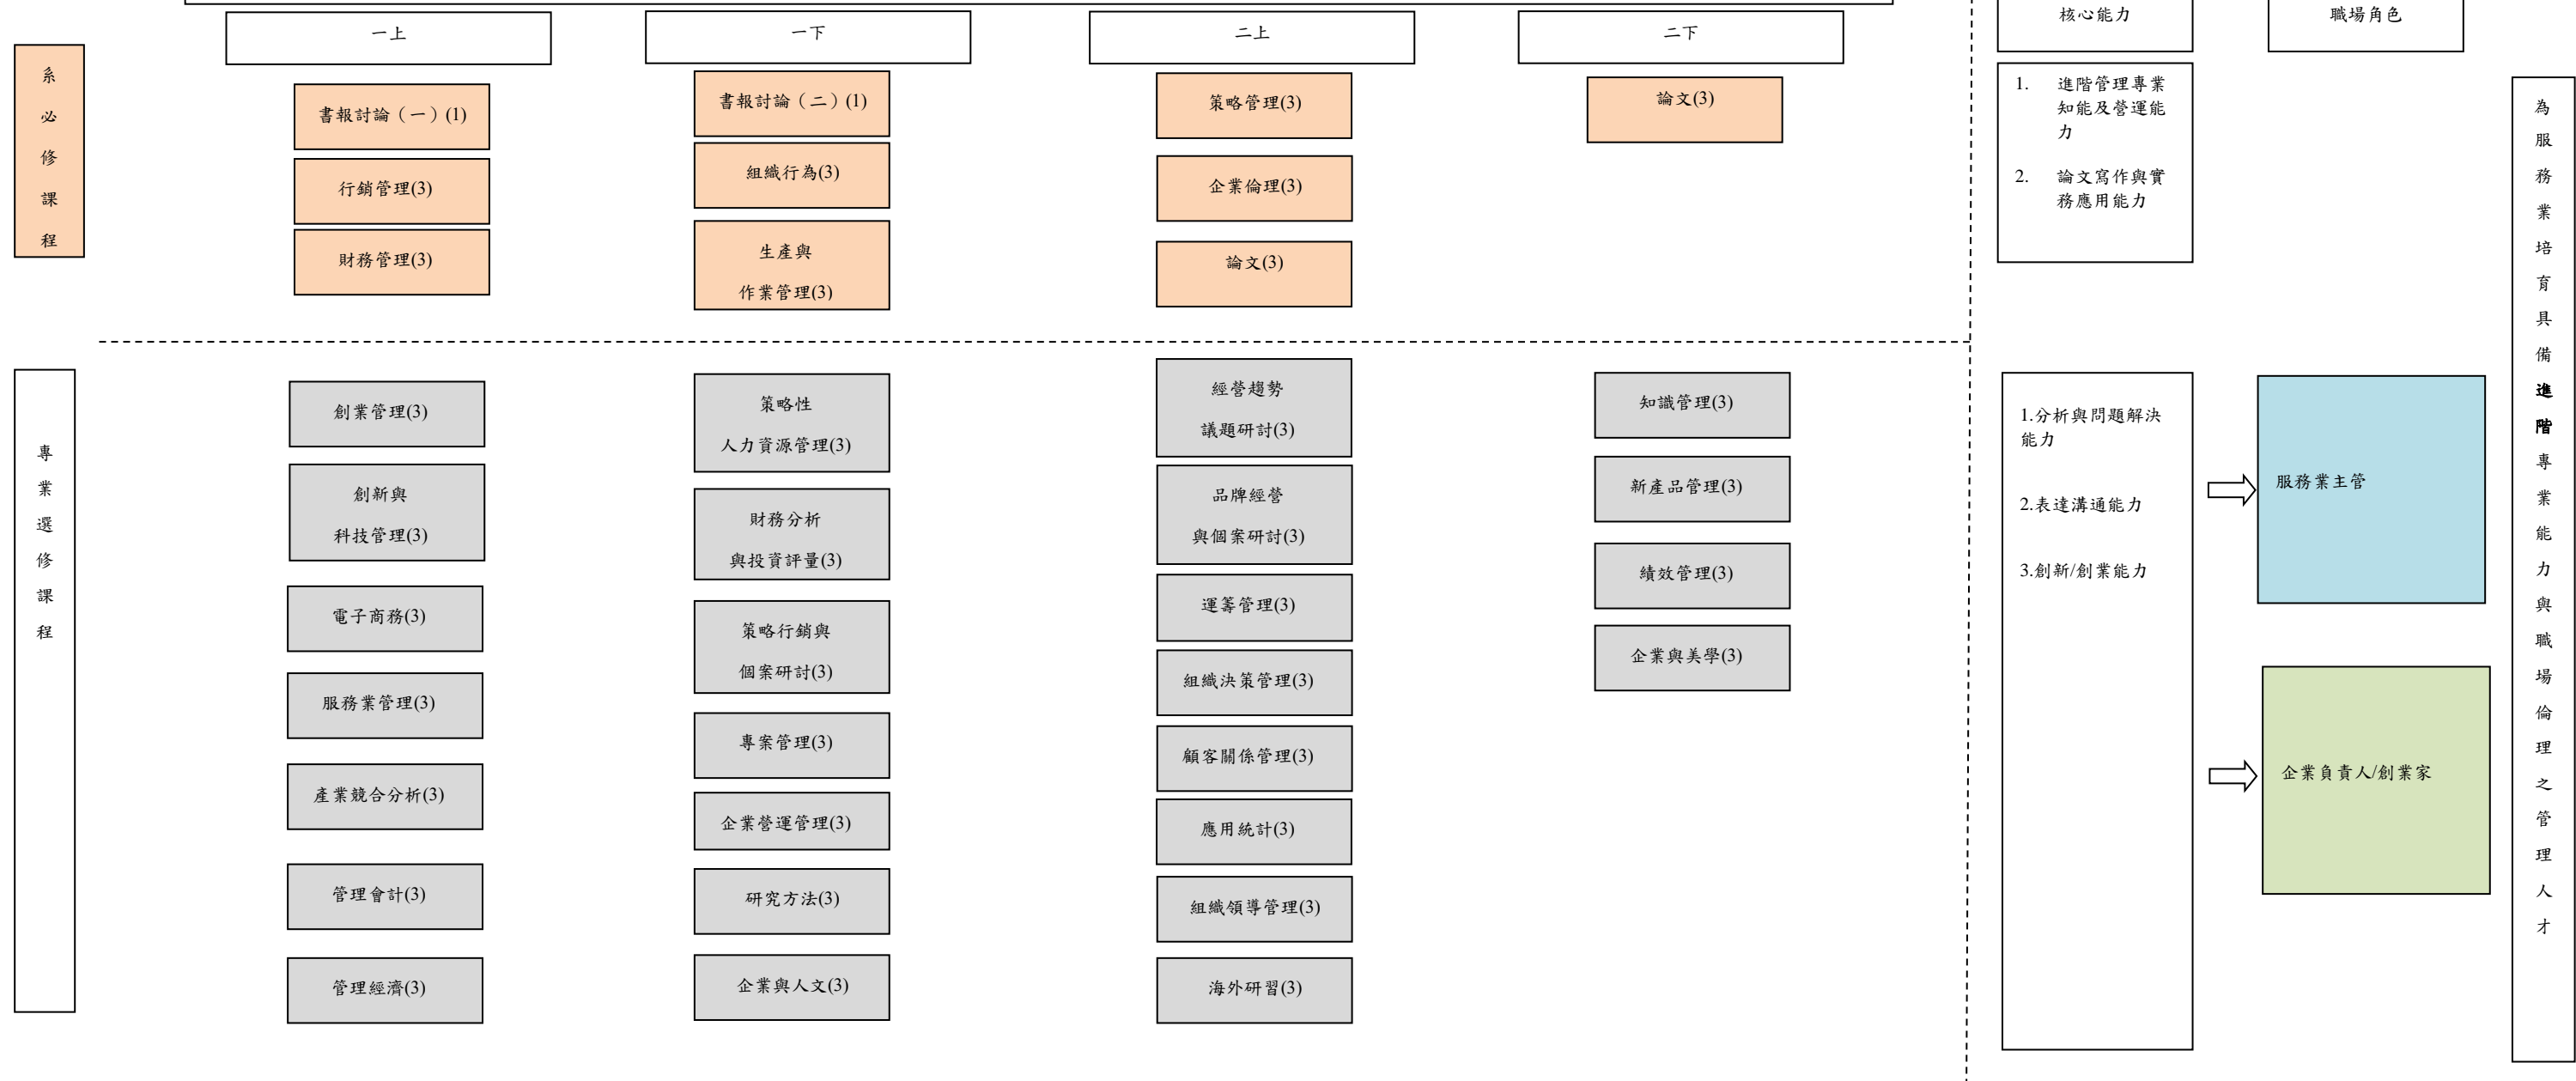 一上
一下
二上
二下
核心能力
職場角色
系
必
修
課
程
書報討論（一）(1)
行銷管理(3)
財務管理(3)
書報討論（二）(1)
組織行為(3)
生產與
作業管理(3)
策略管理(3)
企業倫理(3)
論文(3)
論文(3)
1. 進階管理專業
知能及營運能
力
2. 論文寫作與實
務應用能力
專
業
選
修
課
程
創業管理(3)
創新與
科技管理(3)
電子商務(3)
服務業管理(3)
產業競合分析(3)
管理會計(3)
管理經濟(3)
策略性
人力資源管理(3)
財務分析
與投資評量(3)
策略行銷與
個案研討(3)
專案管理(3)
企業營運管理(3)
研究方法(3)
企業與人文(3)
經營趨勢
議題研討(3)
品牌經營
與個案研討(3)
運籌管理(3)
組織決策管理(3)
顧客關係管理(3)
應用統計(3)
組織領導管理(3)
海外研習(3)
知識管理(3)
新產品管理(3)
績效管理(3)
企業與美學(3)
1.分析與問題解決
能力
2.表達溝通能力
3.創新/創業能力
服務業主管
企業負責人/創業家
為
服
務
業
培
育
具
備
進
階
專
業
能
力
與
職
場
倫
理
之
管
理
人
才